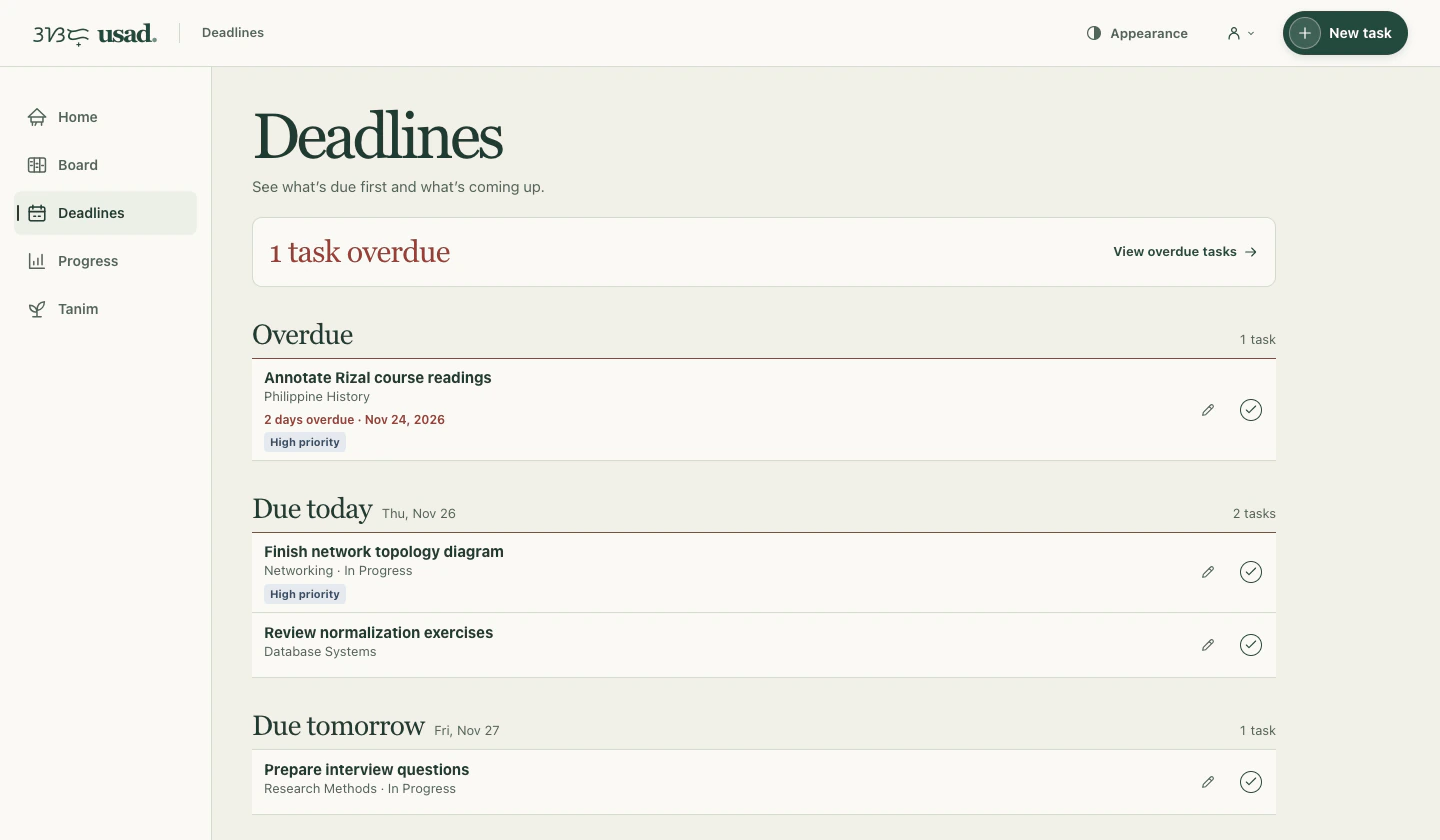 usad.
Deadlines
Appearance
New task
Home
Board
Deadlines
Progress
Tanim
Deadlines
See what’s due first and what’s coming up.
1 task overdue
View overdue tasks
Overdue
1 task
Annotate Rizal course readings
Philippine History
2 days overdue · Nov 24, 2026
High priority
Due today Thu, Nov 26
2 tasks
Finish network topology diagram
Networking · In Progress
High priority
Review normalization exercises
Database Systems
Due tomorrow Fri, Nov 27
1 task
Prepare interview questions
Research Methods · In Progress